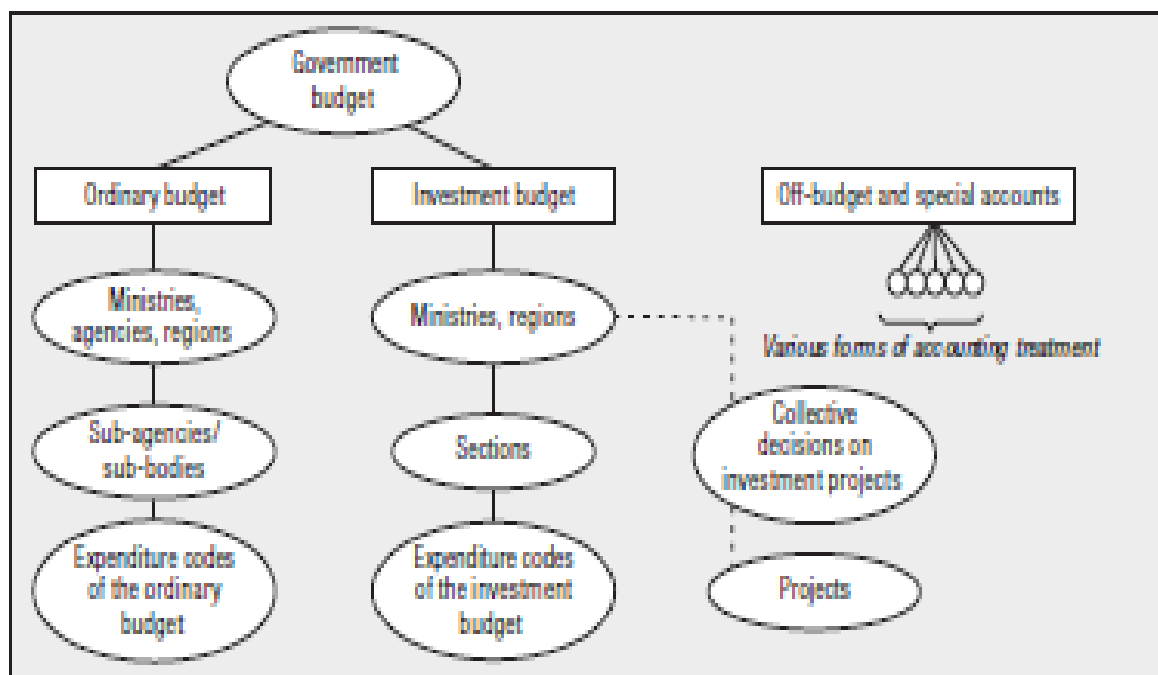 Government
budget
Ordinary budget
Investment budget
Off-budget and special accounts
Ministries,
agencies, regions
Ministries, regions
Various forms of accounting treatment
Sub-agencies/
sub-bodies
Sections
Collective
decisions on
investment projects
Expenditure codes
of the ordinary
budget
Expenditure codes
of the investment
budget
Projects